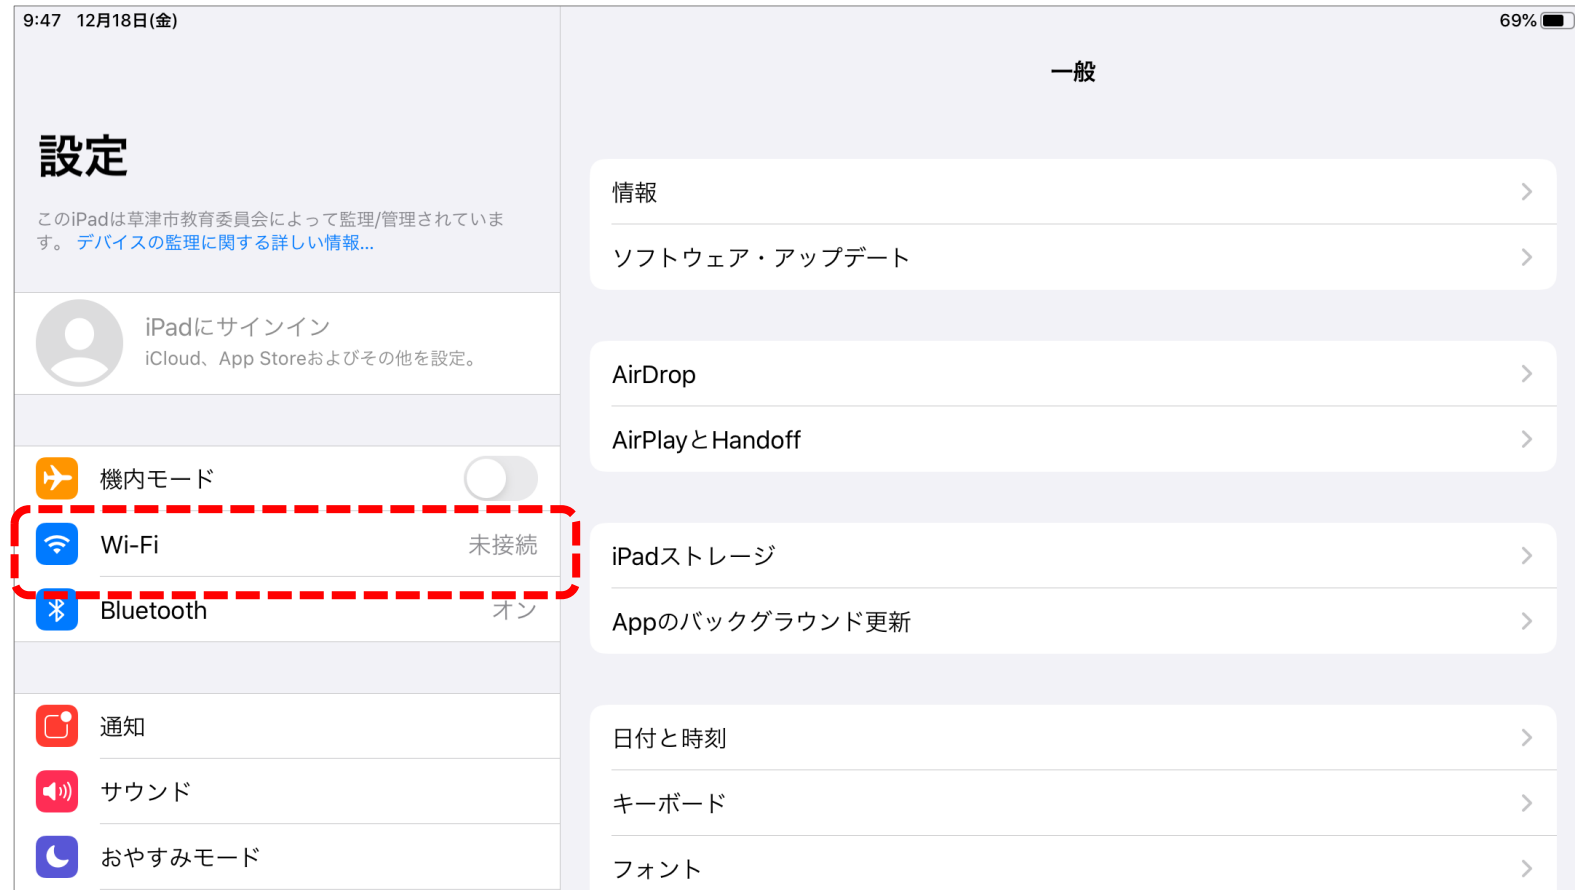 9:47 12月18日(金)
69%
設定
このiPadは草津市教育委員会によって監理/管理されていま
す。 デバイスの監理に関する詳しい情報...
iPadにサインイン
iCloud、App Storeおよびその他を設定。
機内モード
Wi-Fi 未接続
Bluetooth オン
通知
サウンド
おやすみモード
一般
情報
ソフトウェア・アップデート
AirDrop
AirPlayとHandoff
iPadストレージ
Appのバックグラウンド更新
日付と時刻
キーボード
フォント